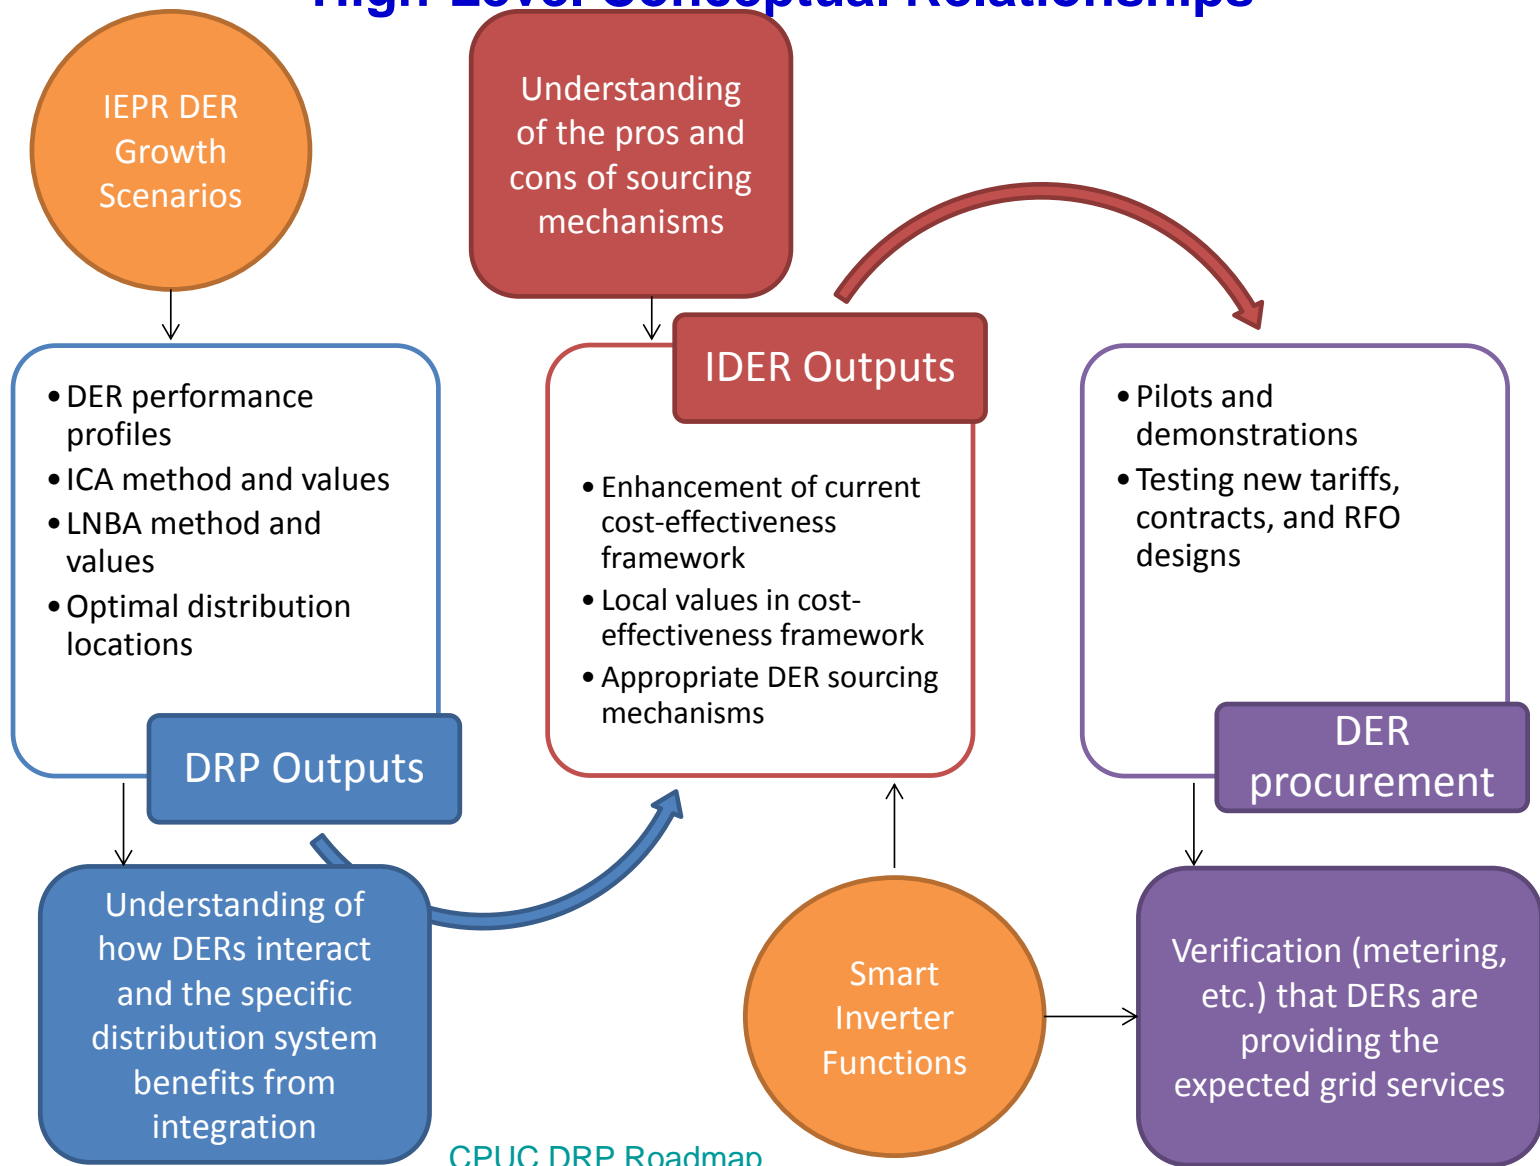 High-Level Conceptual Relationships
IEPR DER
Growth
Scenarios
Understanding
of the pros and
cons of sourcing
mechanisms
• DER performance
profiles
• ICA method and values
• LNBA method and
values
• Optimal distribution
locations
DRP Outputs
Understanding of
how DERs interact
and the specific
distribution system
benefits from
integration
IDER Outputs
• Enhancement of current
cost-effectiveness
framework
• Local values in cost-
effectiveness framework
• Appropriate DER sourcing
mechanisms
Smart
Inverter
Functions
• Pilots and
demonstrations
• Testing new tariffs,
contracts, and RFO
designs
DER
procurement
Verification (metering,
etc.) that DERs are
providing the
expected grid services
CPUC DRP Roadmap